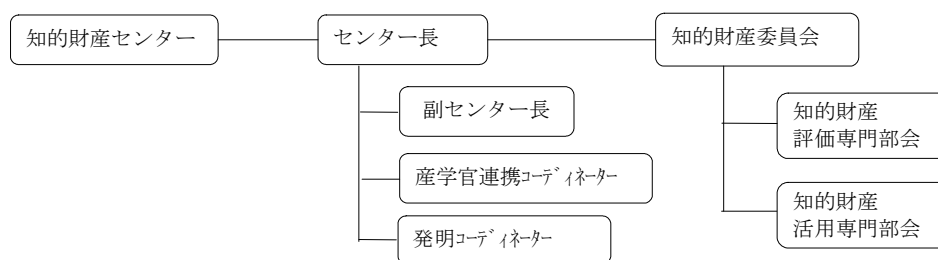 知的財産センター
センター長
知的財産委員会
副センター長
産学官連携ｺｰﾃﾞｨﾈｰﾀｰ
発明ｺｰﾃﾞｨﾈｰﾀｰ
知的財産
評価専門部会
知的財産
活用専門部会